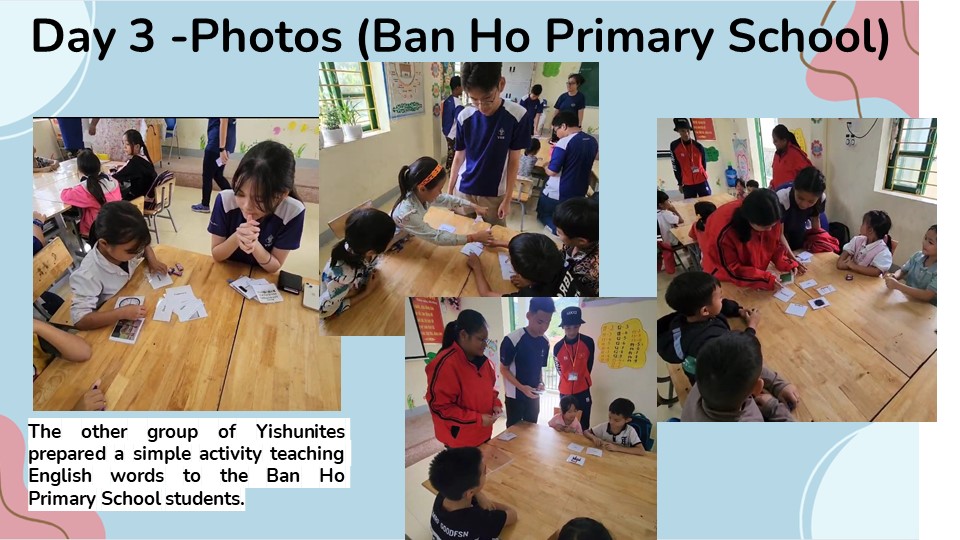 Day 3 -Photos (Ban Ho Primary School)
The other group of Yishunites
prepared a simple activity teaching
English words to the Ban Ho
Primary School students.